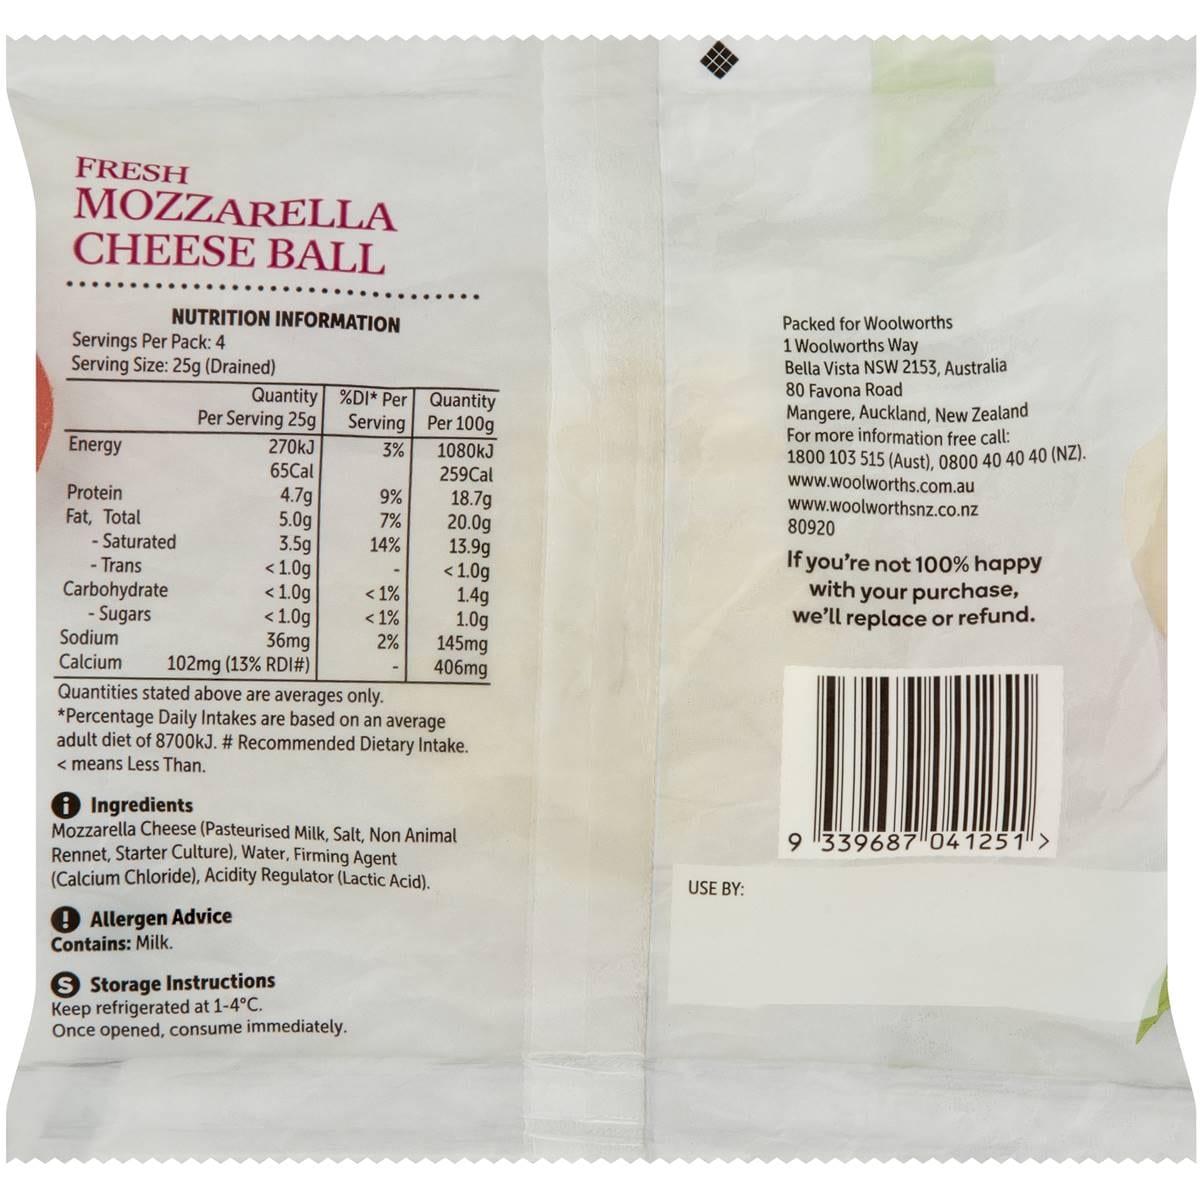 FRESH
MOZZARELLA
CHEESE BALL
NUTRITION INFORMATION
Servings Per Pack: 4
Serving Size: 25g (Drained)
Quantity %DI* Per Quantity
Per Serving 25g Serving Per 100g
Energy 270kJ 3% 1080kJ
65Cal 259Cal
Protein 4.7g 9% 18.7g
Fat, Total 5.0g 7% 20.0g
- Saturated 3.5g 14% 13.9g
- Trans < 1.0g - < 1.0g
Carbohydrate < 1.0g < 1% 1.4g
- Sugars < 1.0g < 1% 1.0g
Sodium 36mg 2% 145mg
Calcium 102mg (13% RDI#) - 406mg
Quantities stated above are averages only.
*Percentage Daily Intakes are based on an average
adult diet of 8700kJ. # Recommended Dietary Intake.
< means Less Than.
i Ingredients
Mozzarella Cheese (Pasteurised Milk, Salt, Non Animal
Rennet, Starter Culture), Water, Firming Agent
(Calcium Chloride), Acidity Regulator (Lactic Acid).
! Allergen Advice
Contains: Milk.
S Storage Instructions
Keep refrigerated at 1-4°C.
Once opened, consume immediately.
Packed for Woolworths
1 Woolworths Way
Bella Vista NSW 2153, Australia
80 Favona Road
Mangere, Auckland, New Zealand
For more information free call:
1800 103 515 (Aust), 0800 40 40 40 (NZ).
www.woolworths.com.au
www.woolworthsnz.co.nz
80920
If you're not 100% happy
with your purchase,
we'll replace or refund.
9 339687 041251 >
USE BY: